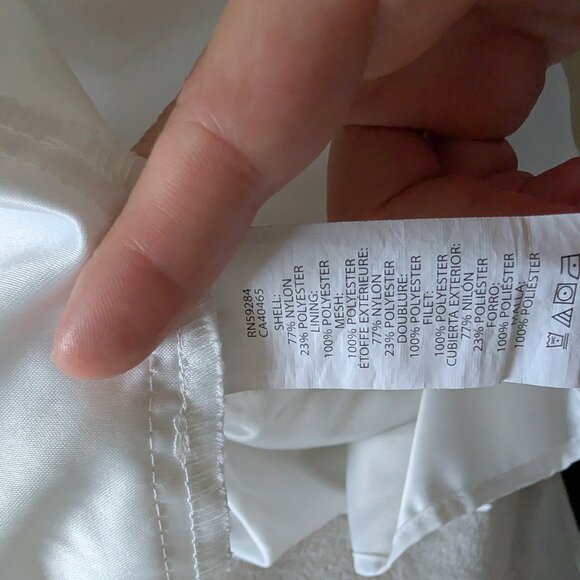 RN59284
CA40465
SHELL:
77% NYLON
23% POLYESTER
LINING:
100% POLYESTER
MESH:
100% POLYESTER
ÉTOFFE EXTÉRIEURE:
77% NYLON
23% POLYESTER
DOUBLURE:
100% POLYESTER
FILET:
100% POLYESTER
CUBIERTA EXTERIOR:
77% NILÓN
23% POLIÉSTER
FORRO:
100% POLIÉSTER
MALLA:
100% POLIÉSTER